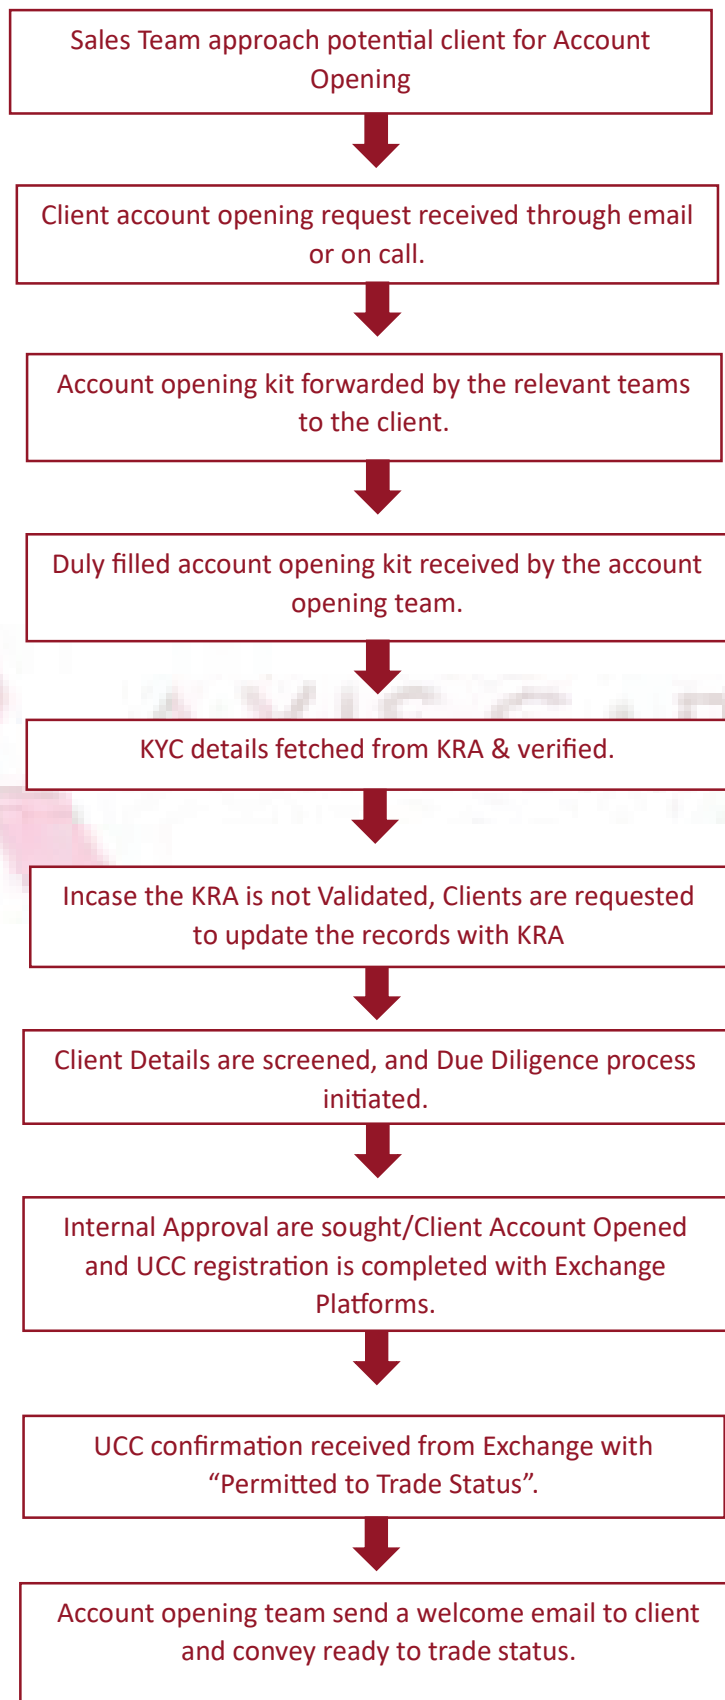 Sales Team approach potential client for Account
Opening
Client account opening request received through email
or on call.
Account opening kit forwarded by the relevant teams
to the client.
Duly filled account opening kit received by the account
opening team.
KYC details fetched from KRA & verified.
Incase the KRA is not Validated, Clients are requested
to update the records with KRA
Client Details are screened, and Due Diligence process
initiated.
Internal Approval are sought/Client Account Opened
and UCC registration is completed with Exchange
Platforms.
UCC confirmation received from Exchange with
“Permitted to Trade Status”.
Account opening team send a welcome email to client
and convey ready to trade status.